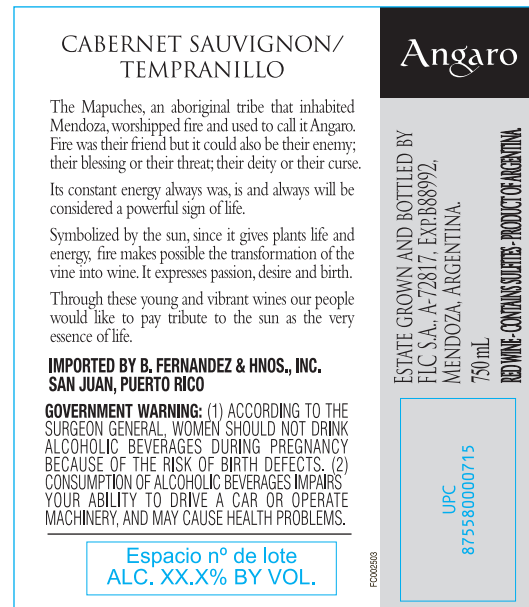 CABERNET SAUVIGNON/
TEMPRANILLO
The Mapuches, an aboriginal tribe that inhabited
Mendoza, worshipped fire and used to call it Angaro.
Fire was their friend but it could also be their enemy;
their blessing or their threat; their deity or their curse.
Its constant energy always was, is and always will be
considered a powerful sign of life.
Symbolized by the sun, since it gives plants life and
energy, fire makes possible the transformation of the
vine into wine. It expresses passion, desire and birth.
Through these young and vibrant wines our people
would like to pay tribute to the sun as the very
essence of life.
IMPORTED BY B. FERNANDEZ & HNOS., INC.
SAN JUAN, PUERTO RICO
GOVERNMENT WARNING: (1) ACCORDING TO THE
SURGEON GENERAL, WOMEN SHOULD NOT DRINK
ALCOHOLIC BEVERAGES DURING PREGNANCY
BECAUSE OF THE RISK OF BIRTH DEFECTS. (2)
CONSUMPTION OF ALCOHOLIC BEVERAGES IMPAIRS
YOUR ABILITY TO DRIVE A CAR OR OPERATE
MACHINERY, AND MAY CAUSE HEALTH PROBLEMS.
Espacio nº de lote
ALC. XX.X% BY VOL.
FC002503
Angaro
ESTATE GROWN AND BOTTLED BY
FLC S.A., A-72817, EXP.B88992,
MENDOZA, ARGENTINA.
750 mL
RED WINE - CONTAINS SULFITES - PRODUCT OF ARGENTINA
UPC
875580000715